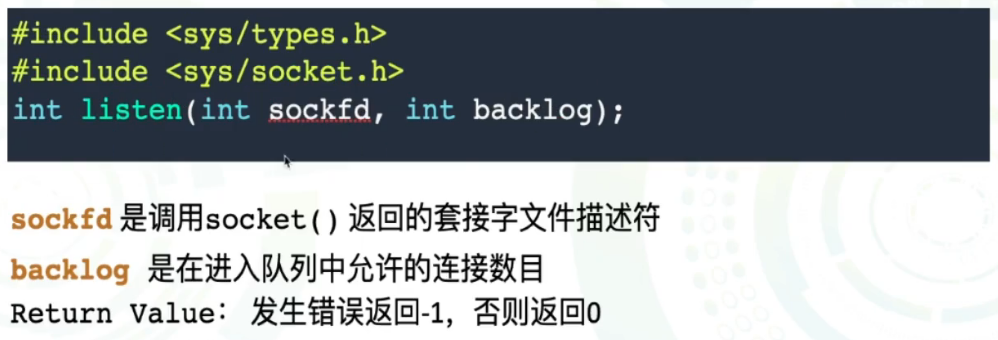 #include <sys/types.h>
#include <sys/socket.h>
int listen(int sockfd, int backlog);
sockfd 是调用socket() 返回的套接字文件描述符
backlog 是在进入队列中允许的连接数目
Return Value： 发生错误返回-1，否则返回0